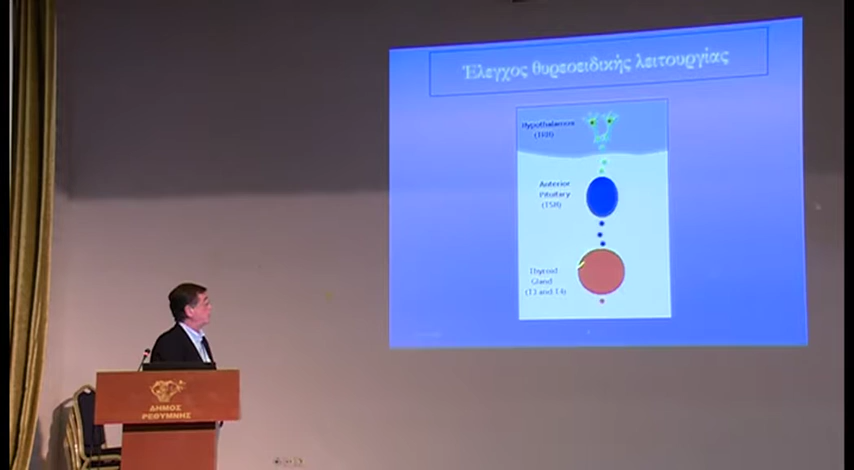 Έλεγχος θυρεοειδικής λειτουργίας
Hypothalamus
(TRH)
Anterior
Pituitary
(TSH)
Thyroid
Gland
(T3 and T4)
ΔΗΜΟΣ
ΡΕΘΥΜΝΗΣ